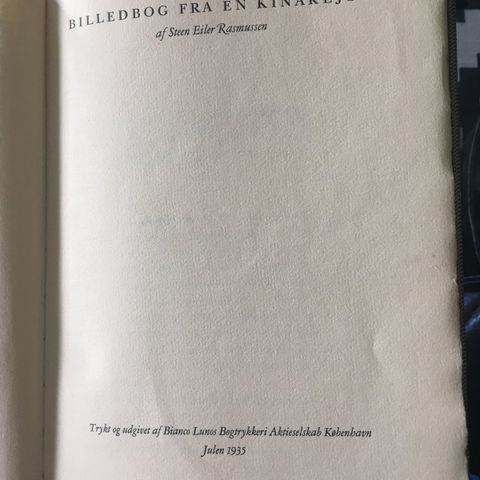 BILLEDBOG FRA EN
af Steen Eiler Rasmussen
Trykt og udgivet af Bianco Lunos Bogtrykkeri Aktieselskab København
Julen 1935